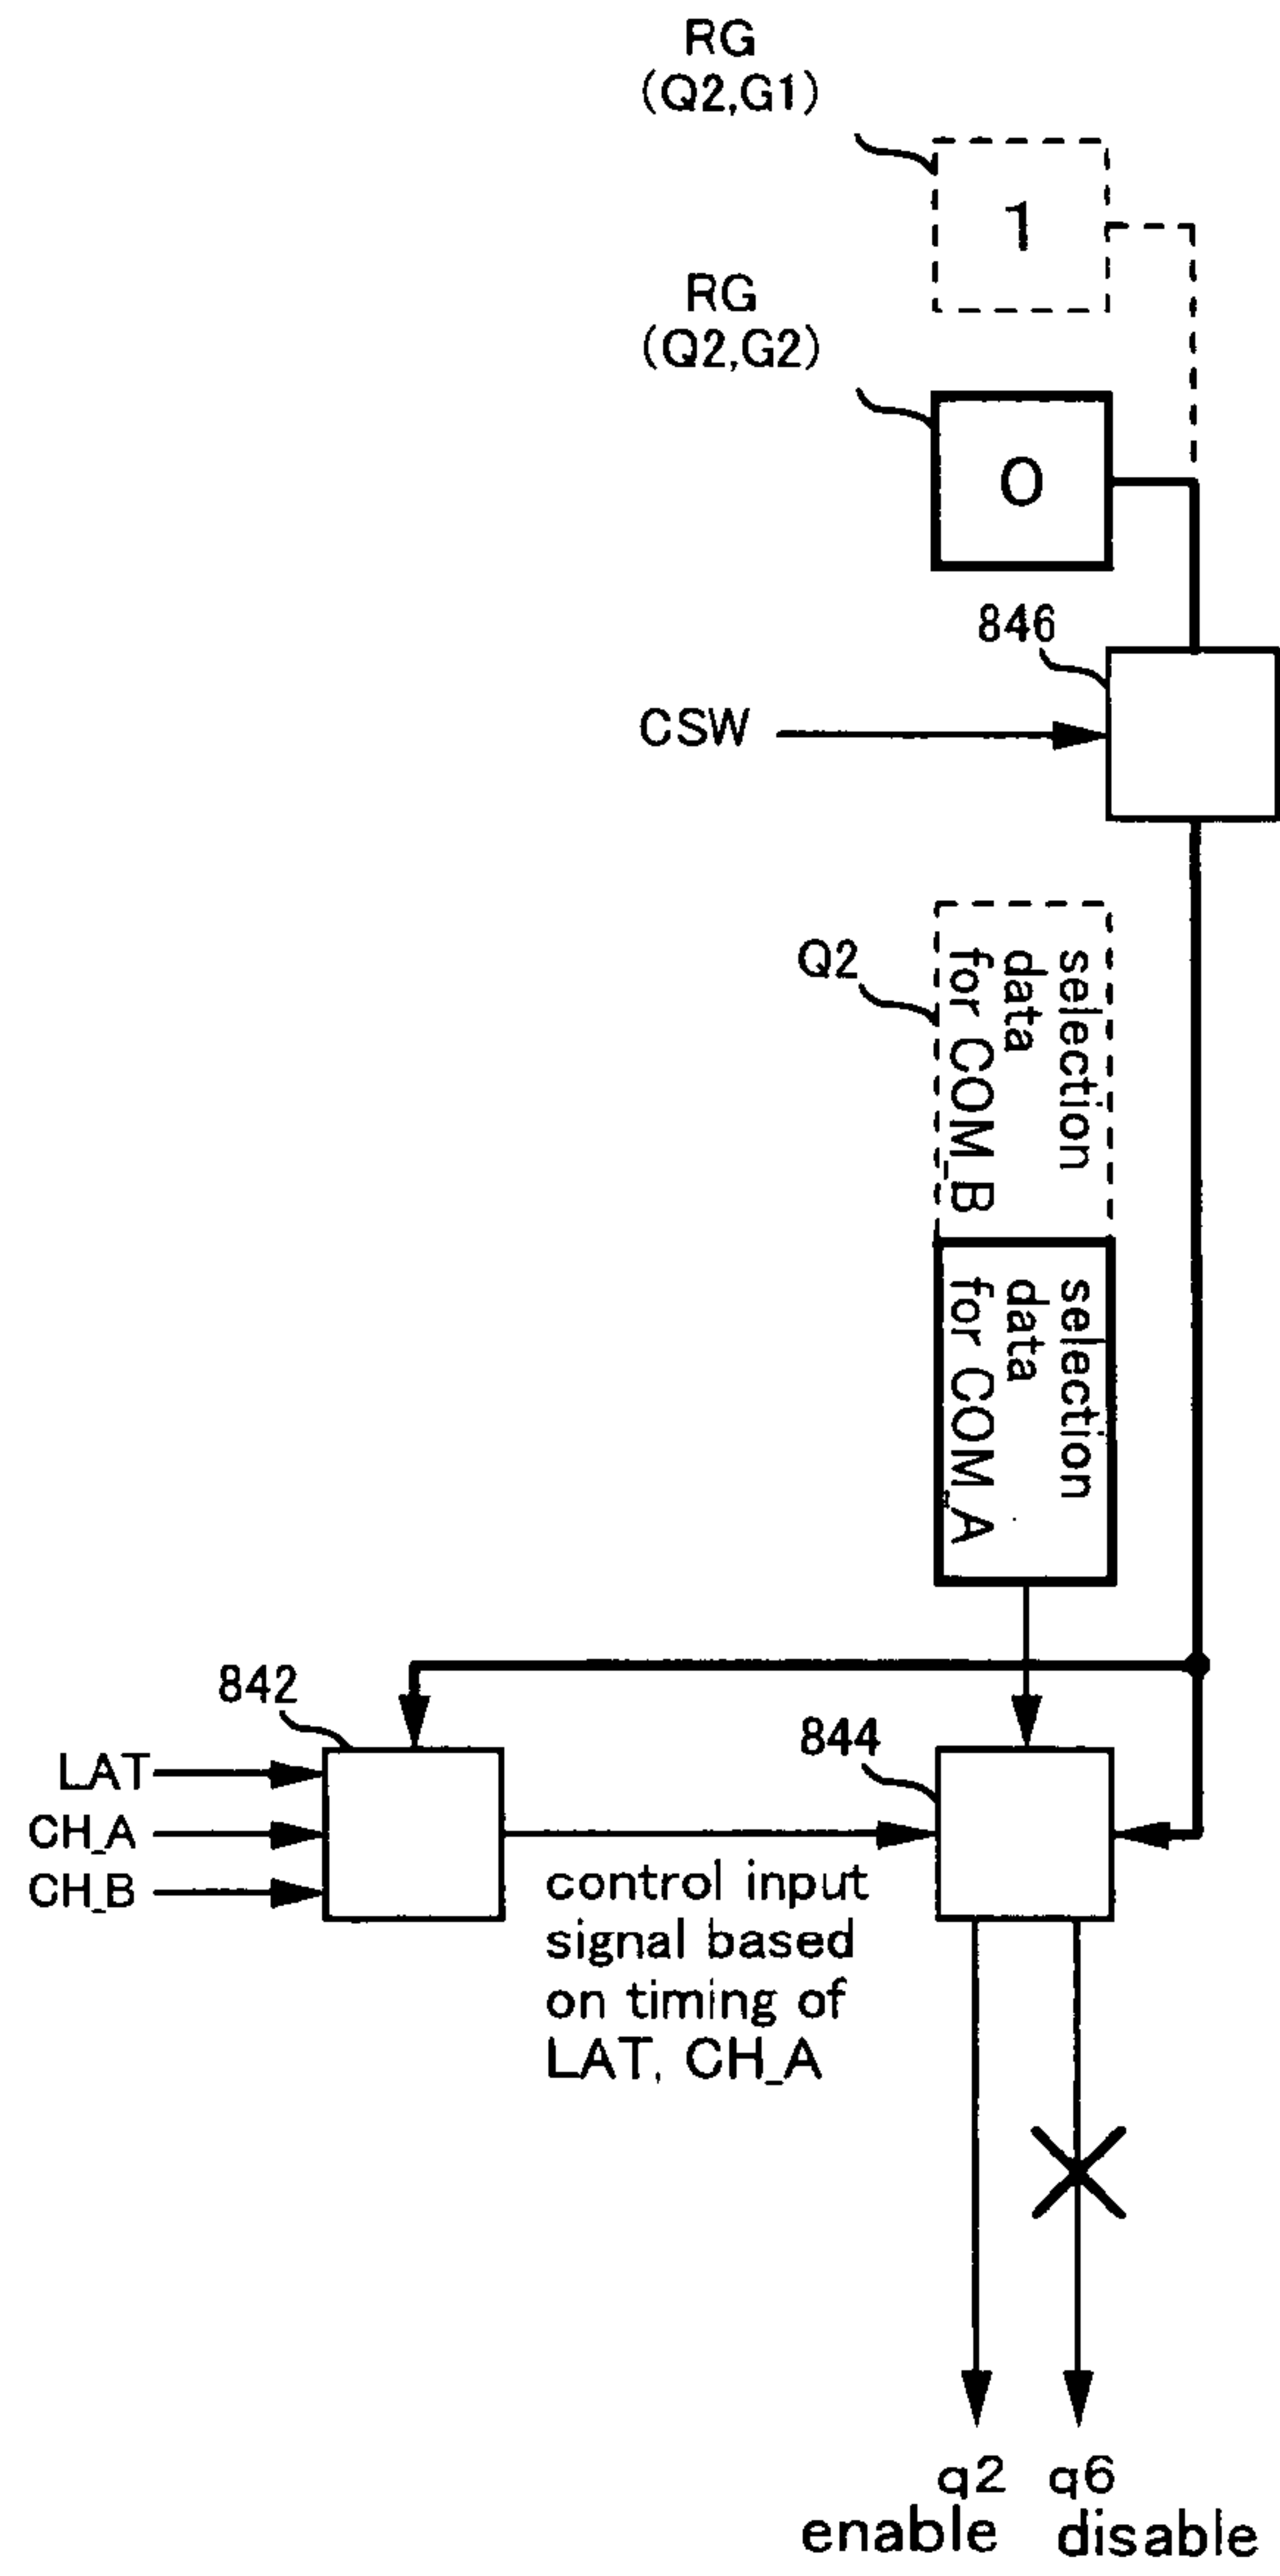 RG
(Q2,G1)
1
RG
(Q2,G2)
0
846
CSW
Q2
selection
data
for COM_B
selection
data
for COM_A
842
844
LAT
CH_A
CH_B
control input
signal based
on timing of
LAT, CH_A
q2 q6
enable disable